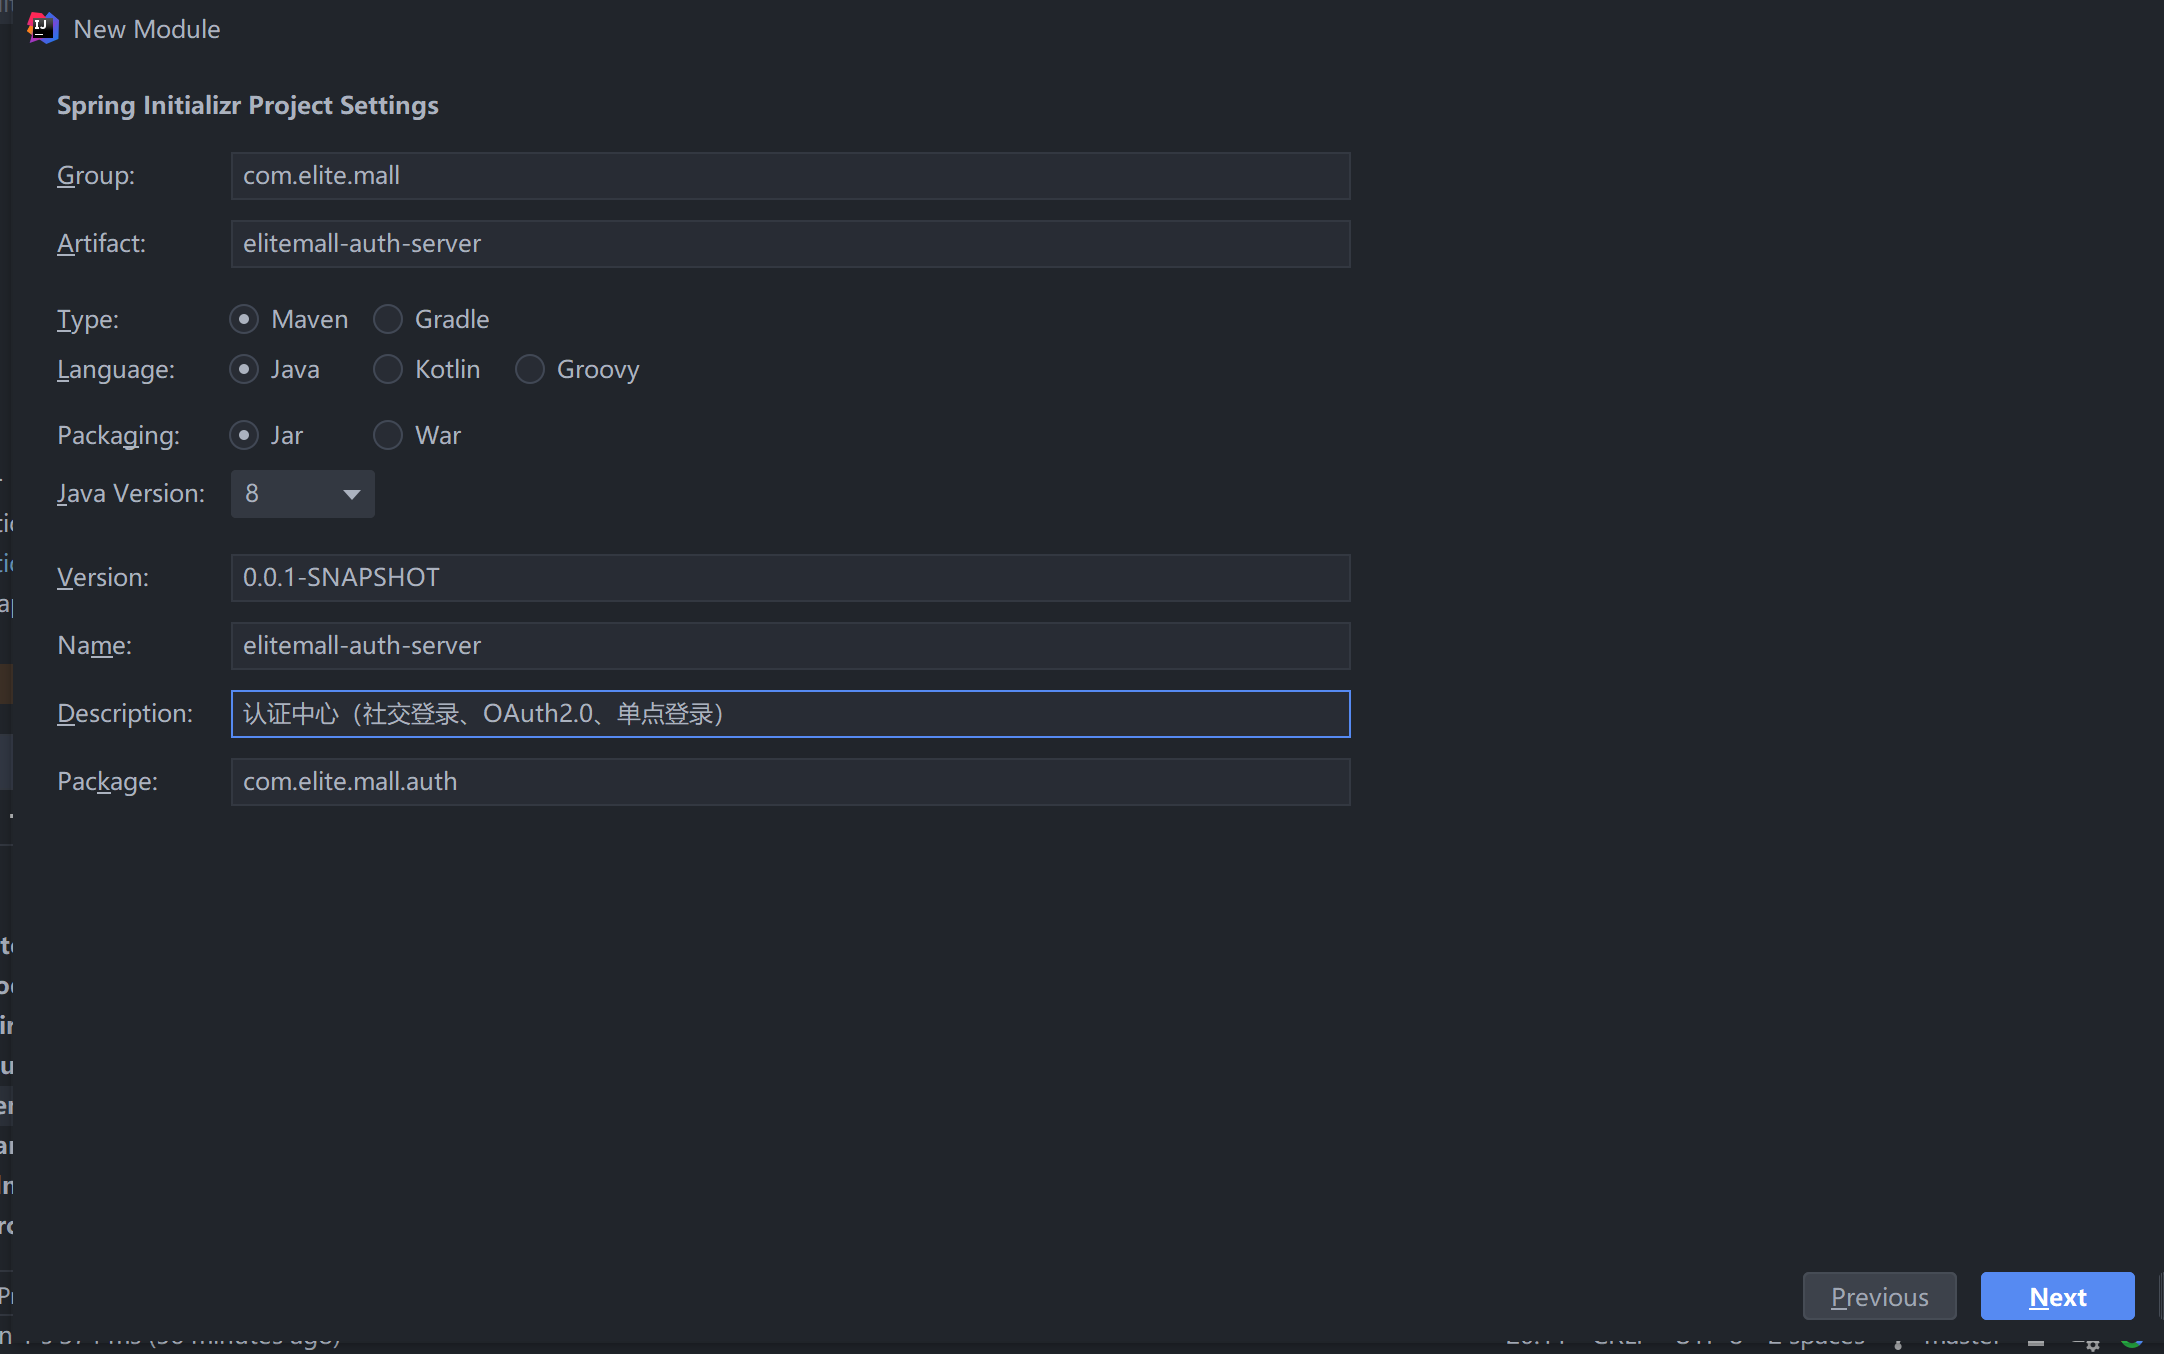 New Module
Spring Initializr Project Settings
Group: com.elite.mall
Artifact: elitemall-auth-server
Type: Maven Gradle
Language: Java Kotlin Groovy
Packaging: Jar War
Java Version: 8
Version: 0.0.1-SNAPSHOT
Name: elitemall-auth-server
Description: 认证中心（社交登录、OAuth2.0、单点登录）
Package: com.elite.mall.auth
Previous Next